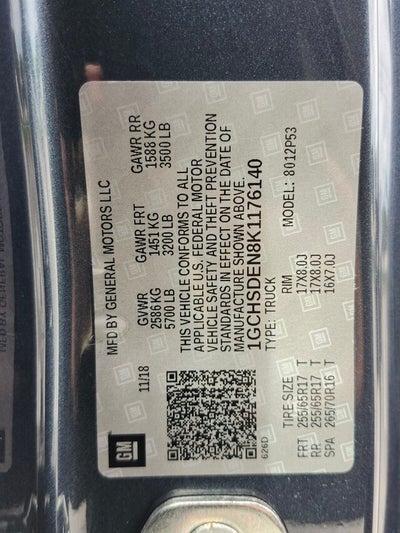 GM
MFD BY GENERAL MOTORS LLC
11/18
GVWR GAWR FRT GAWR RR
2586 KG 1451 KG 1588 KG
5700 LB 3200 LB 3500 LB
THIS VEHICLE CONFORMS TO ALL
APPLICABLE U.S. FEDERAL MOTOR
VEHICLE SAFETY AND THEFT PREVENTION
STANDARDS IN EFFECT ON THE DATE OF
MANUFACTURE SHOWN ABOVE.
1GCHSDEN8K1176140
TYPE: TRUCK
626D
MODEL: 8012P53
TIRE SIZE RIM
FRT 255/65R17 T 17X8.0J
RR 255/65R17 T 17X8.0J
SPA 265/70R16 T 16X7.0J